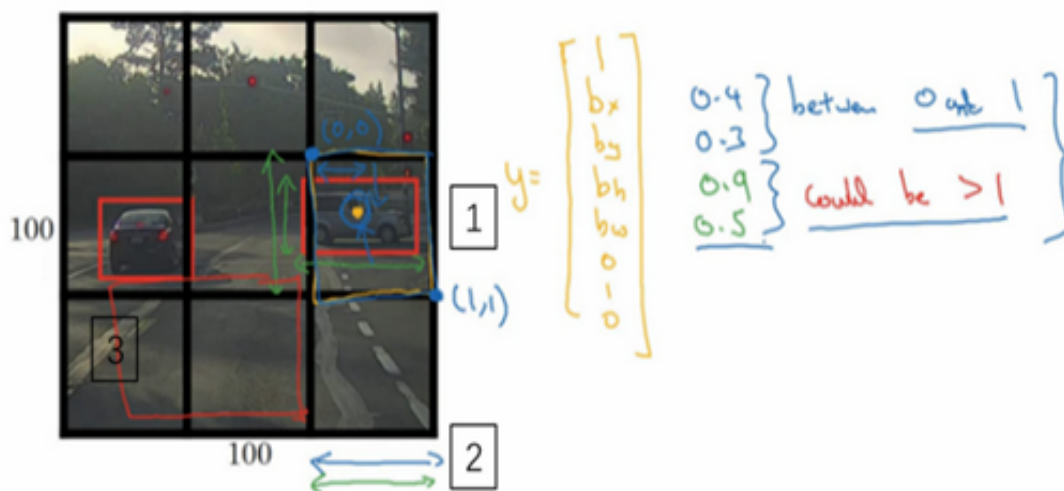 (0,0)
100
1
3
(1,1)
100
2
y=
1
bx
by
bh
bw
0
1
0
0.4
0.3
between 0 and 1
0.9
0.5
could be > 1